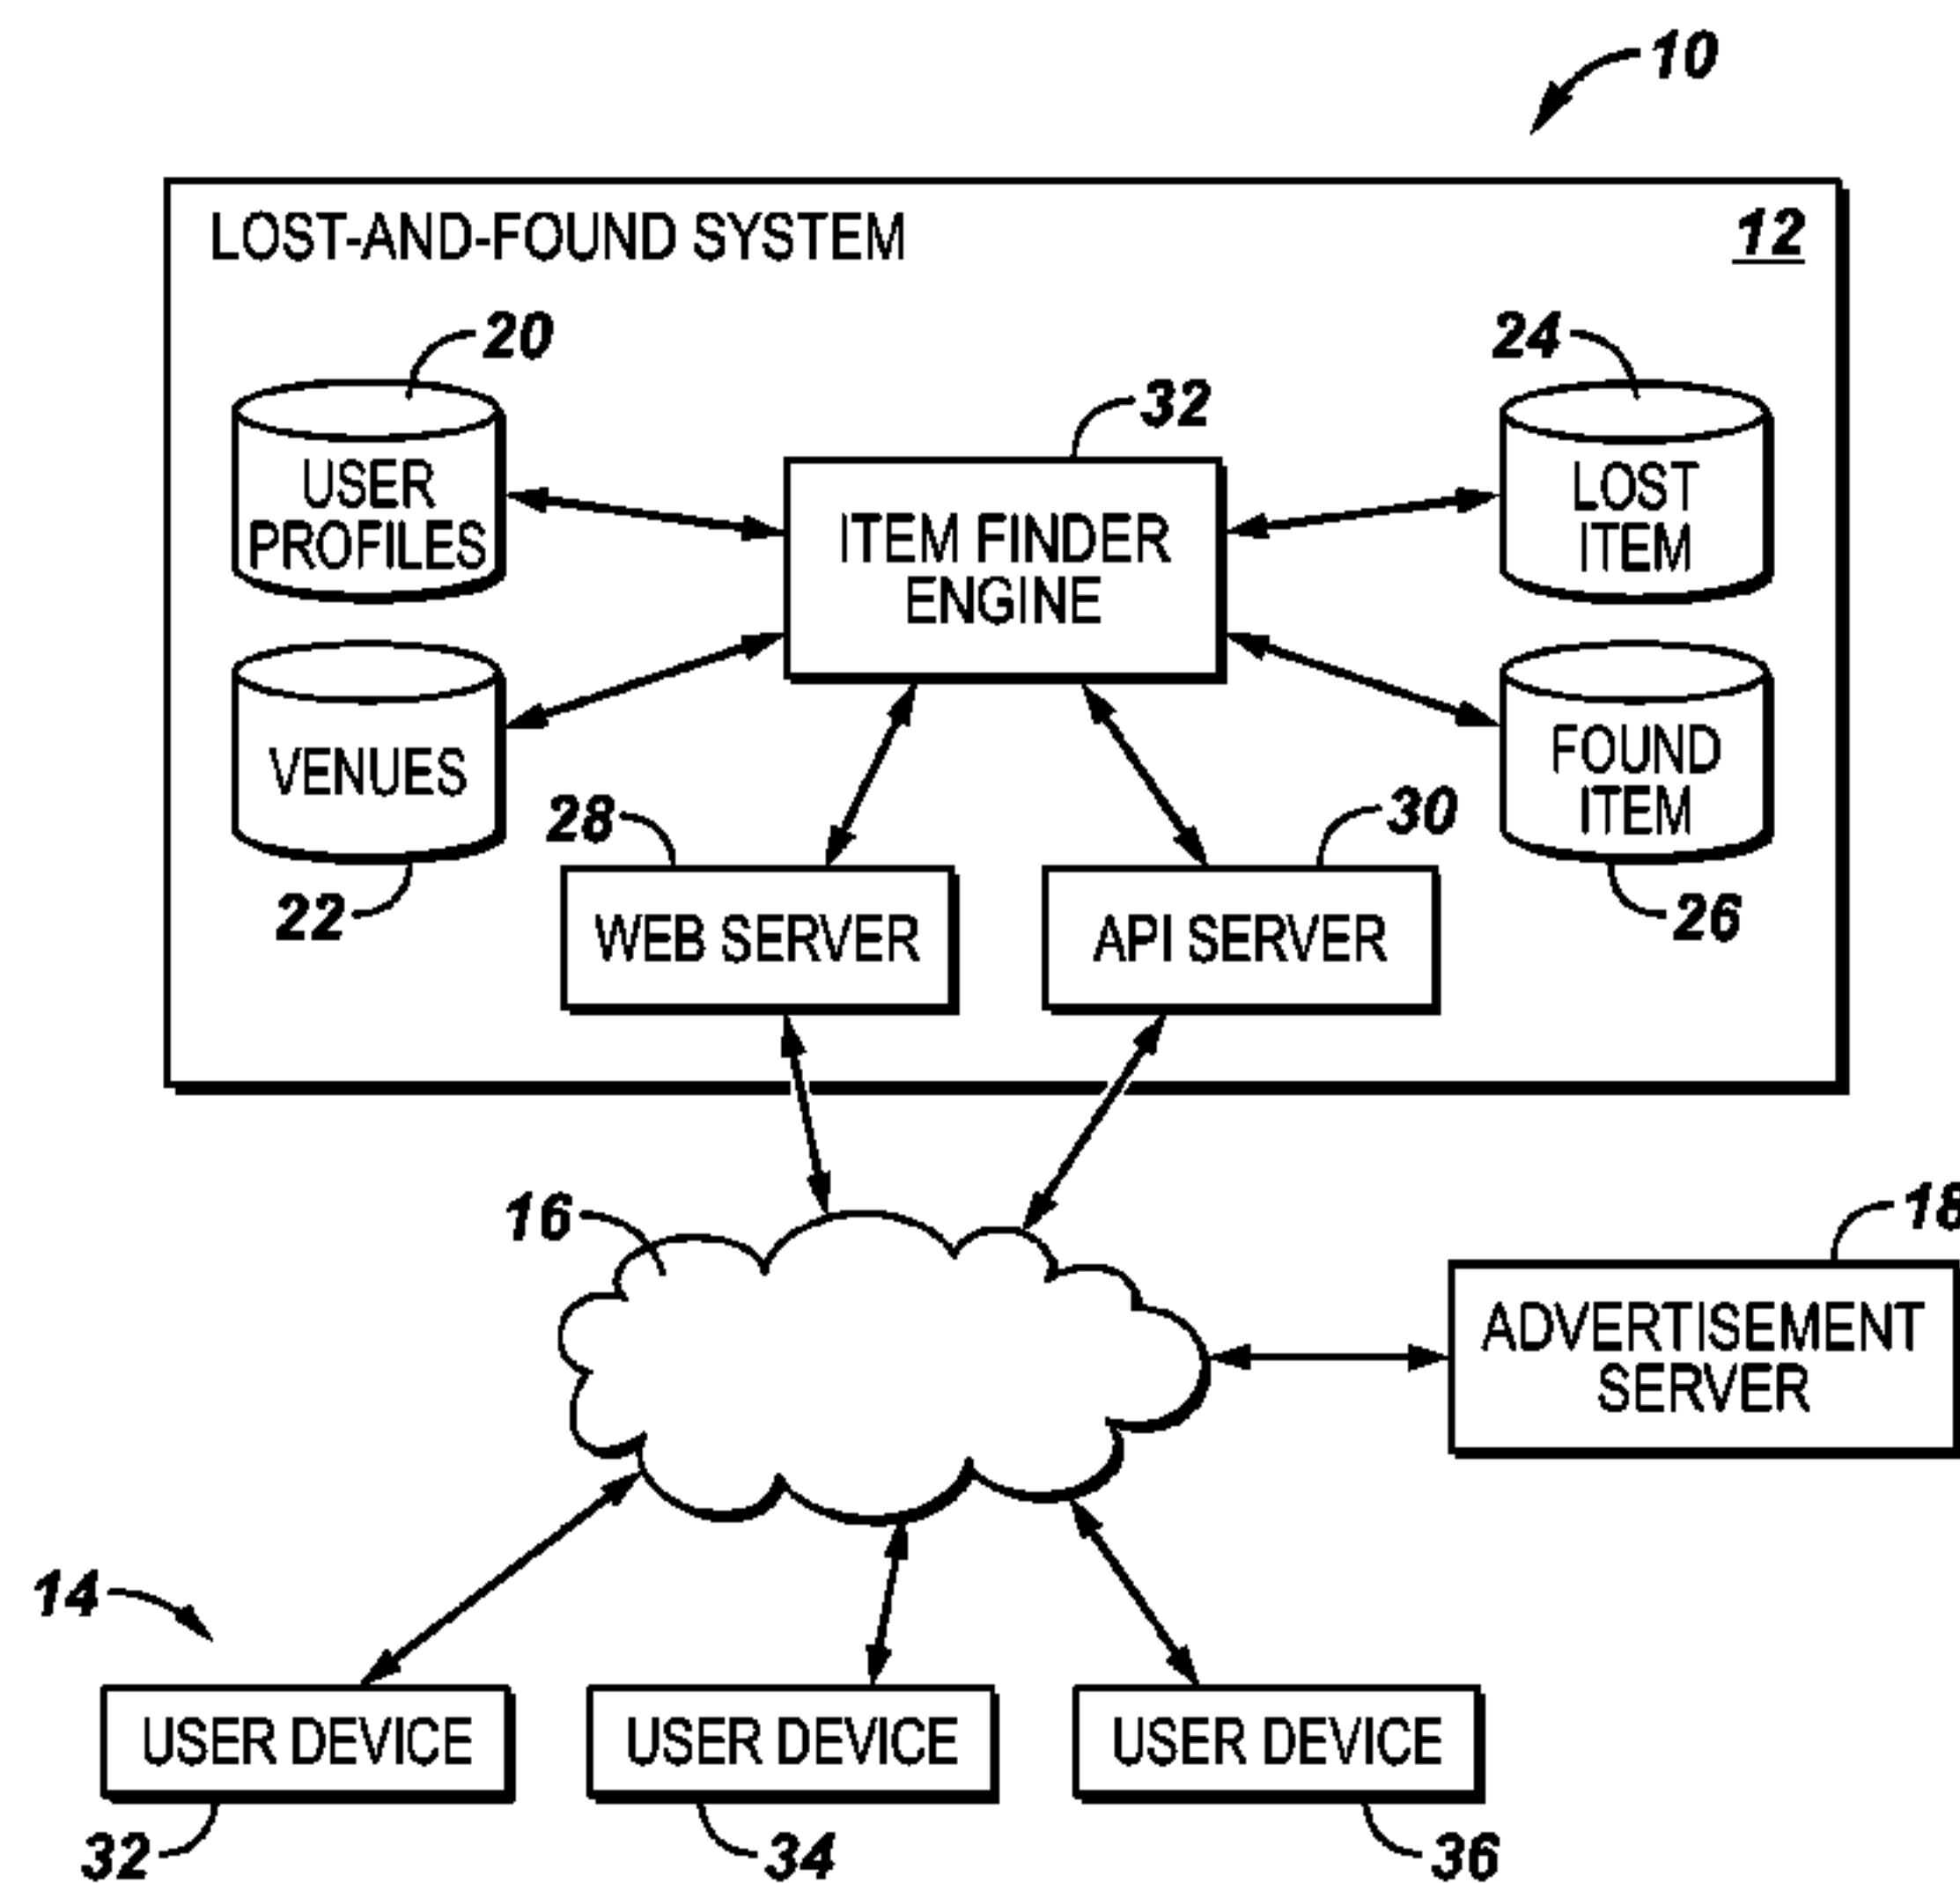 10
LOST-AND-FOUND SYSTEM
12
20
24
32
USER
PROFILES
ITEM FINDER
ENGINE
LOST
ITEM
VENUES
FOUND
ITEM
28
30
22
26
WEB SERVER
API SERVER
16
18
ADVERTISEMENT
SERVER
14
USER DEVICE
USER DEVICE
USER DEVICE
32
34
36